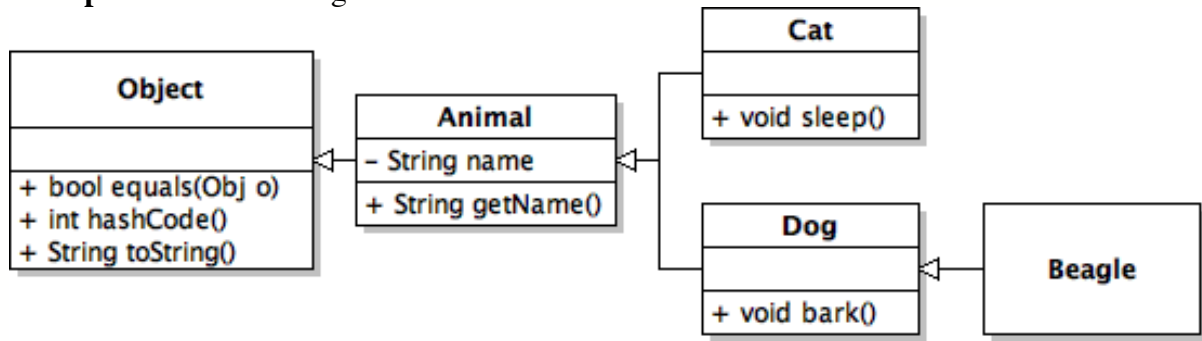 Object
+ bool equals(Obj o)
+ int hashCode()
+ String toString()
Animal
– String name
+ String getName()
Cat
+ void sleep()
Dog
+ void bark()
Beagle